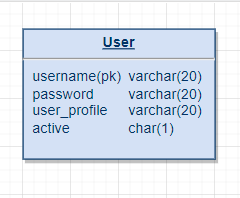 User
username(pk) varchar(20)
password varchar(20)
user_profile varchar(20)
active char(1)